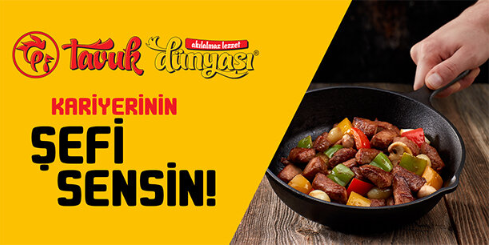 akılalmaz lezzet
Tavuk dünyası®
KARİYERİNİN
ŞEFİ
SENSİN!